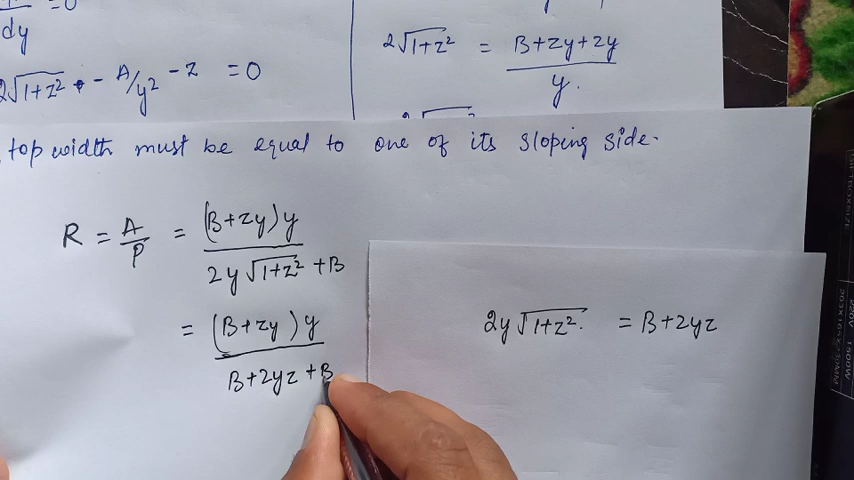 =0
dy
2√1+z² - A/y² - z = 0
2√1+z² = B+zy+zy / y.
top width must be equal to one of its sloping side.
R = A/P = (B+zy)y / 2y√1+z² + B
= (B+zy)y / B+2yz+B
2y√1+z². = B+2yz